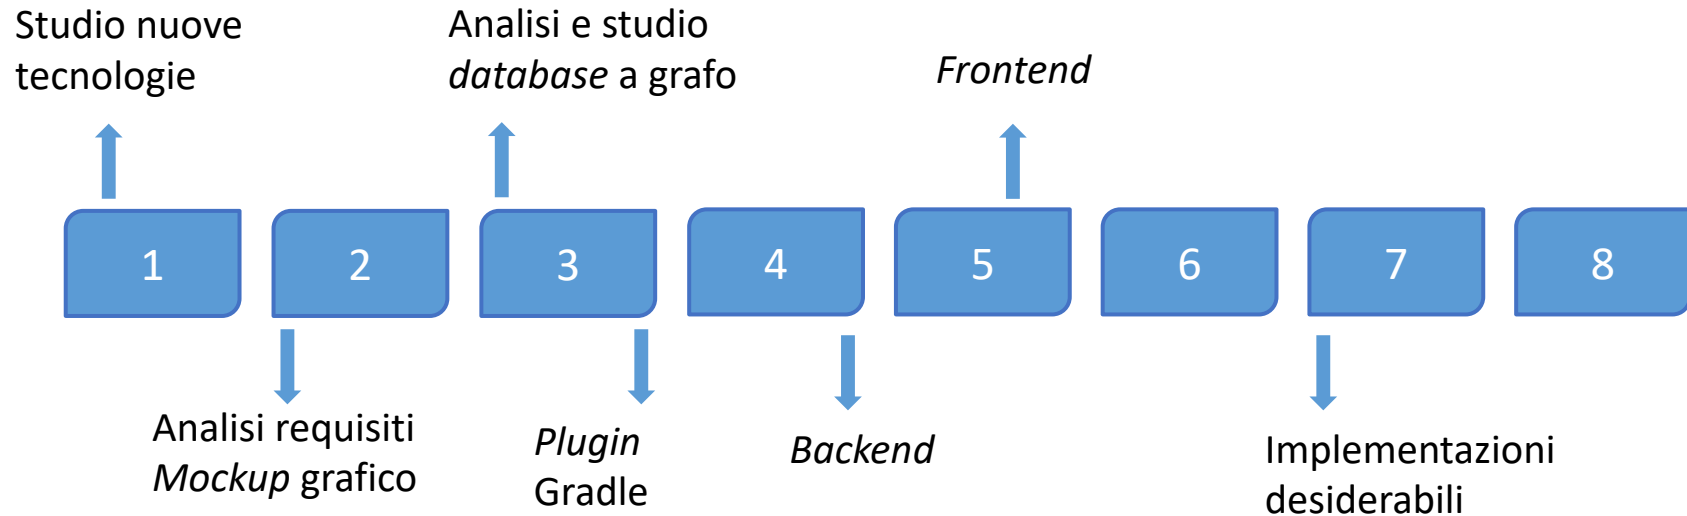 Studio nuove
tecnologie
Analisi e studio
database a grafo
Frontend
1
2
3
4
5
6
7
8
Analisi requisiti
Mockup grafico
Plugin
Gradle
Backend
Implementazioni
desiderabili